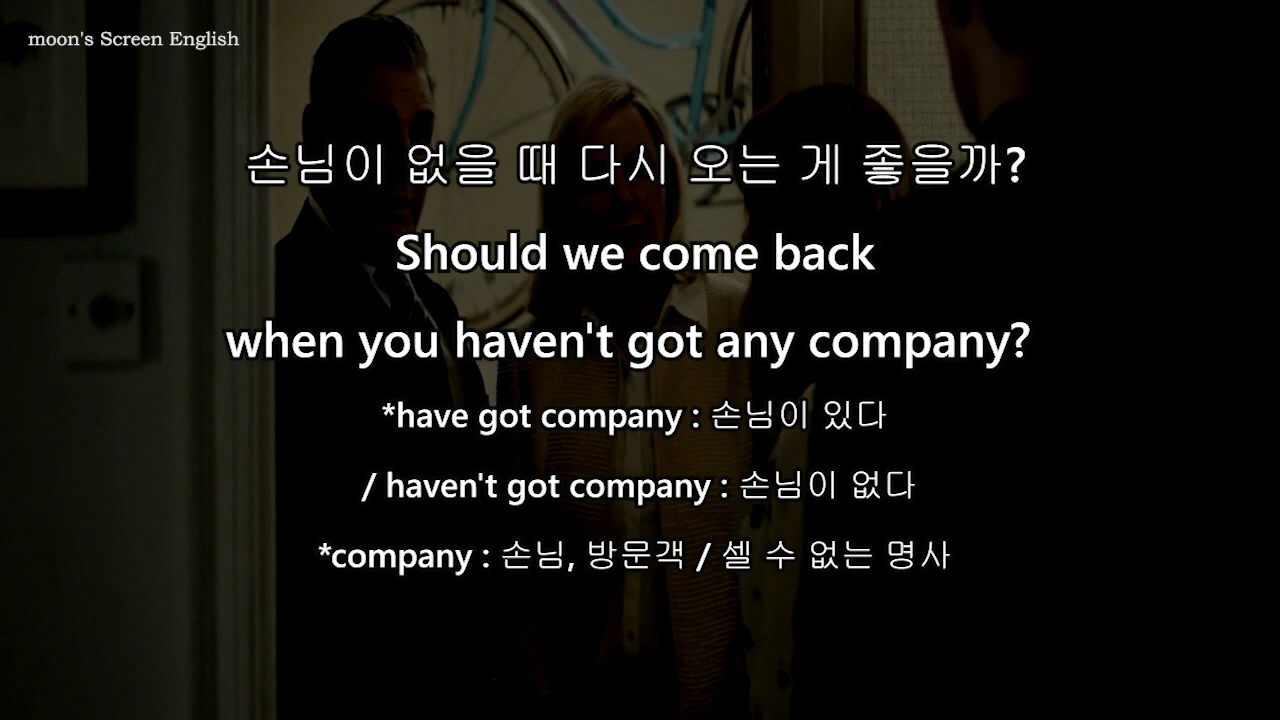 moon's Screen English
손님이 없을 때 다시 오는 게 좋을까?
Should we come back
when you haven't got any company?
*have got company : 손님이 있다
/ haven't got company : 손님이 없다
*company : 손님, 방문객 / 셀 수 없는 명사